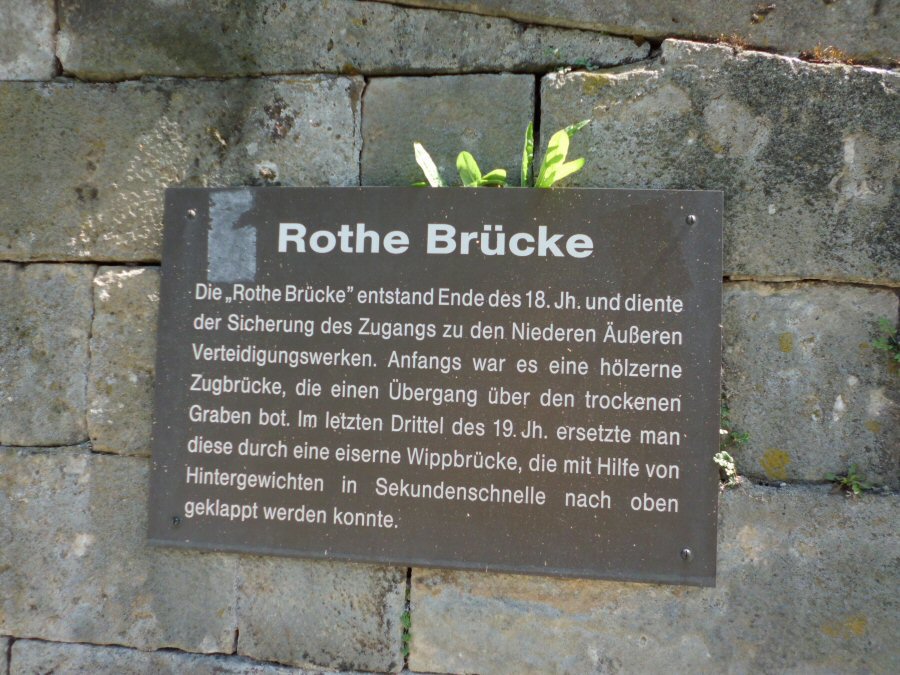 Rothe Brücke
Die „Rothe Brücke” entstand Ende des 18. Jh. und diente
der Sicherung des Zugangs zu den Niederen Äußeren
Verteidigungswerken. Anfangs war es eine hölzerne
Zugbrücke, die einen Übergang über den trockenen
Graben bot. Im letzten Drittel des 19. Jh. ersetzte man
diese durch eine eiserne Wippbrücke, die mit Hilfe von
Hintergewichten in Sekundenschnelle nach oben
geklappt werden konnte.